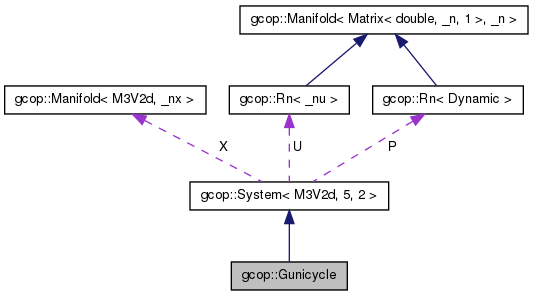 gcop::Manifold< Matrix< double, _n, 1 >, _n >
gcop::Manifold< M3V2d, _nx >
gcop::Rn< _nu >
gcop::Rn< Dynamic >
X
U
P
gcop::System< M3V2d, 5, 2 >
gcop::Gunicycle